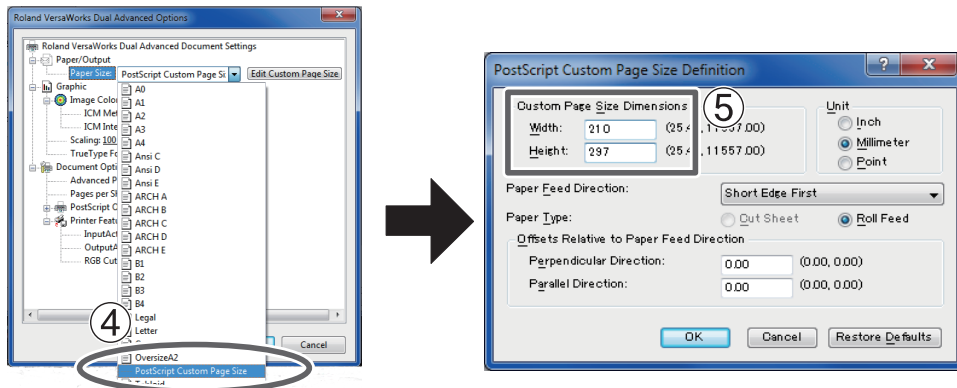 Roland VersaWorks Dual Advanced Options
Roland VersaWorks Dual Advanced Document Settings
Paper/Output
Paper Size: PostScript Custom Page Si Edit Custom Page Size
Graphic
Image Color
ICM Met
ICM Inte
Scaling: 100
TrueType Fo
Document Opti
Advanced P
Pages per Sh
PostScript O
Printer Featu
InputAct
OutputA
RGB Cut
A0
A1
A2
A3
A4
Ansi C
Ansi D
Ansi E
ARCH A
ARCH B
ARCH C
ARCH D
ARCH E
B1
B2
B3
B4
Legal
Letter
OversizeA2
PostScript Custom Page Size
Tabloid
Cancel
④
PostScript Custom Page Size Definition
Custom Page Size Dimensions
⑤
Width: 210
Height: 297 , 11557.00)
Unit
Inch
Millimeter
Point
Paper Feed Direction: Short Edge First
Paper Type: Cut Sheet Roll Feed
Offsets Relative to Paper Feed Direction
Perpendicular Direction: 0.00 (0.00, 0.00)
Parallel Direction: 0.00 (0.00, 0.00)
OK Cancel Restore Defaults